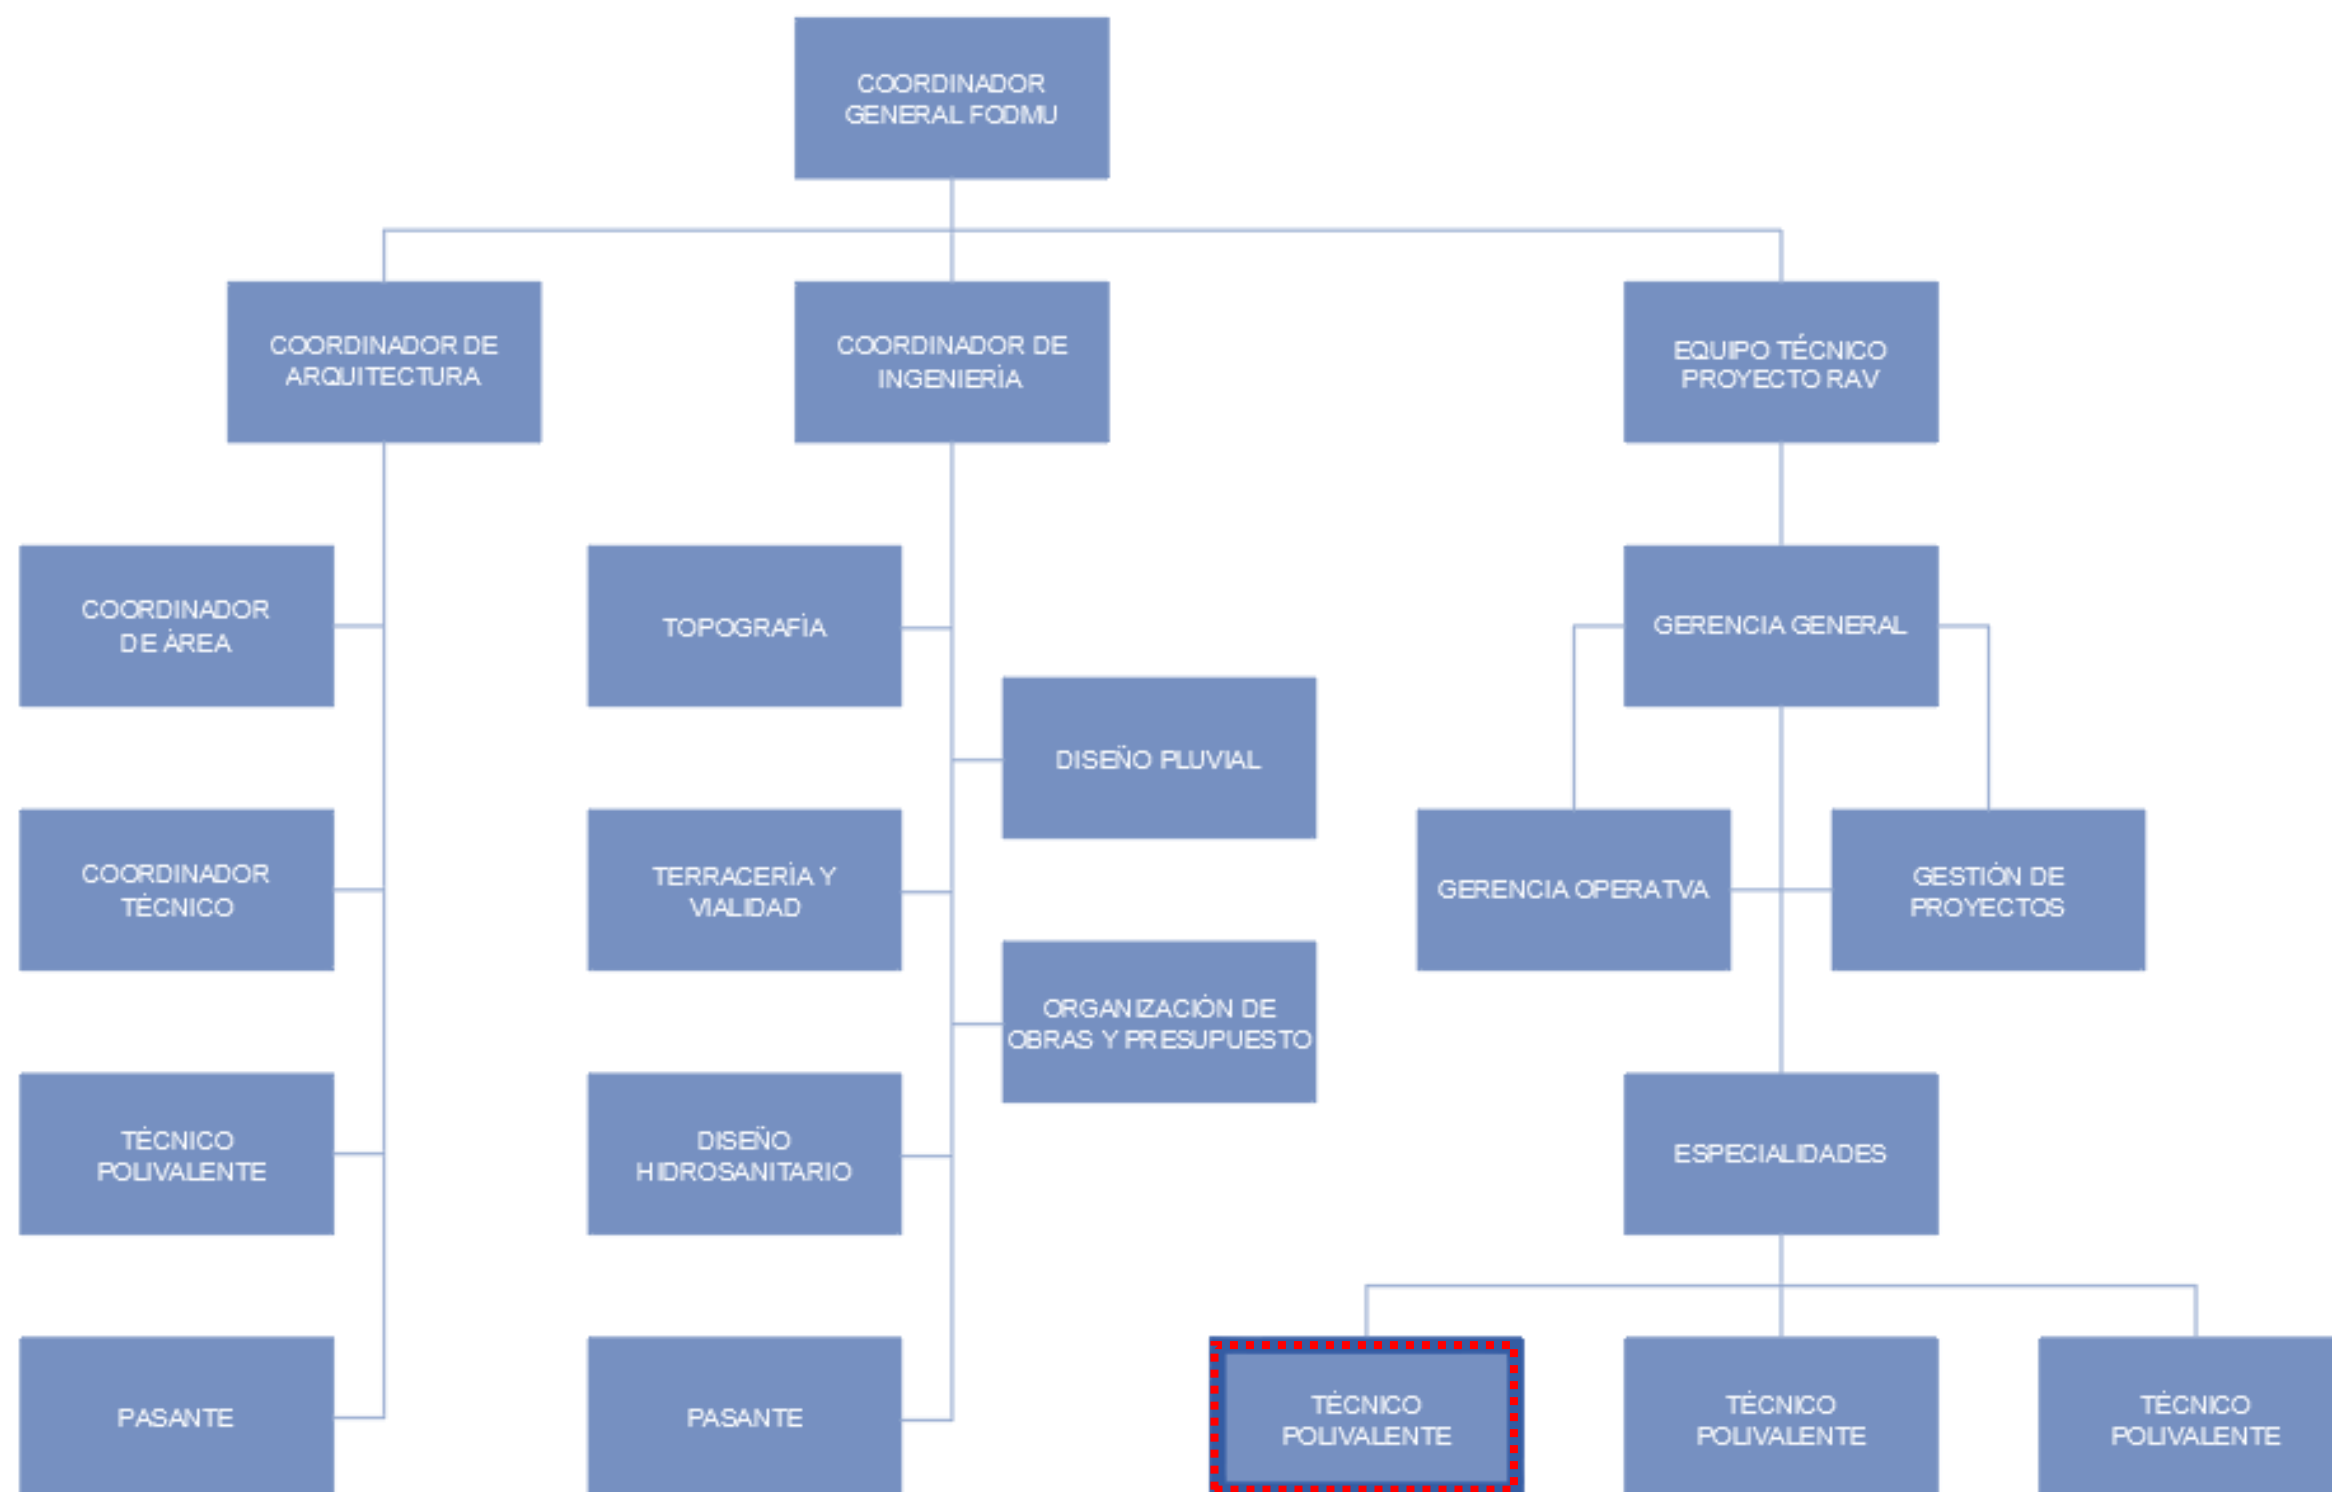 COORDINADOR
GENERAL FODMU
COORDINADOR DE
ARQUITECTURA
COORDINADOR DE
INGENIERÍA
EQUIPO TÉCNICO
PROYECTO RAV
COORDINADOR
DE ÁREA
TOPOGRAFÍA
GERENCIA GENERAL
DISEÑO PLUVIAL
COORDINADOR
TÉCNICO
TERRACERÍA Y
VIALIDAD
GERENCIA OPERATVA
GESTIÓN DE
PROYECTOS
ORGANIZACIÓN DE
OBRAS Y PRESUPUESTO
TÉCNICO
POLIVALENTE
DISEÑO
HIDROSANITARIO
ESPECIALIDADES
PASANTE
PASANTE
TÉCNICO
POLIVALENTE
TÉCNICO
POLIVALENTE
TÉCNICO
POLIVALENTE